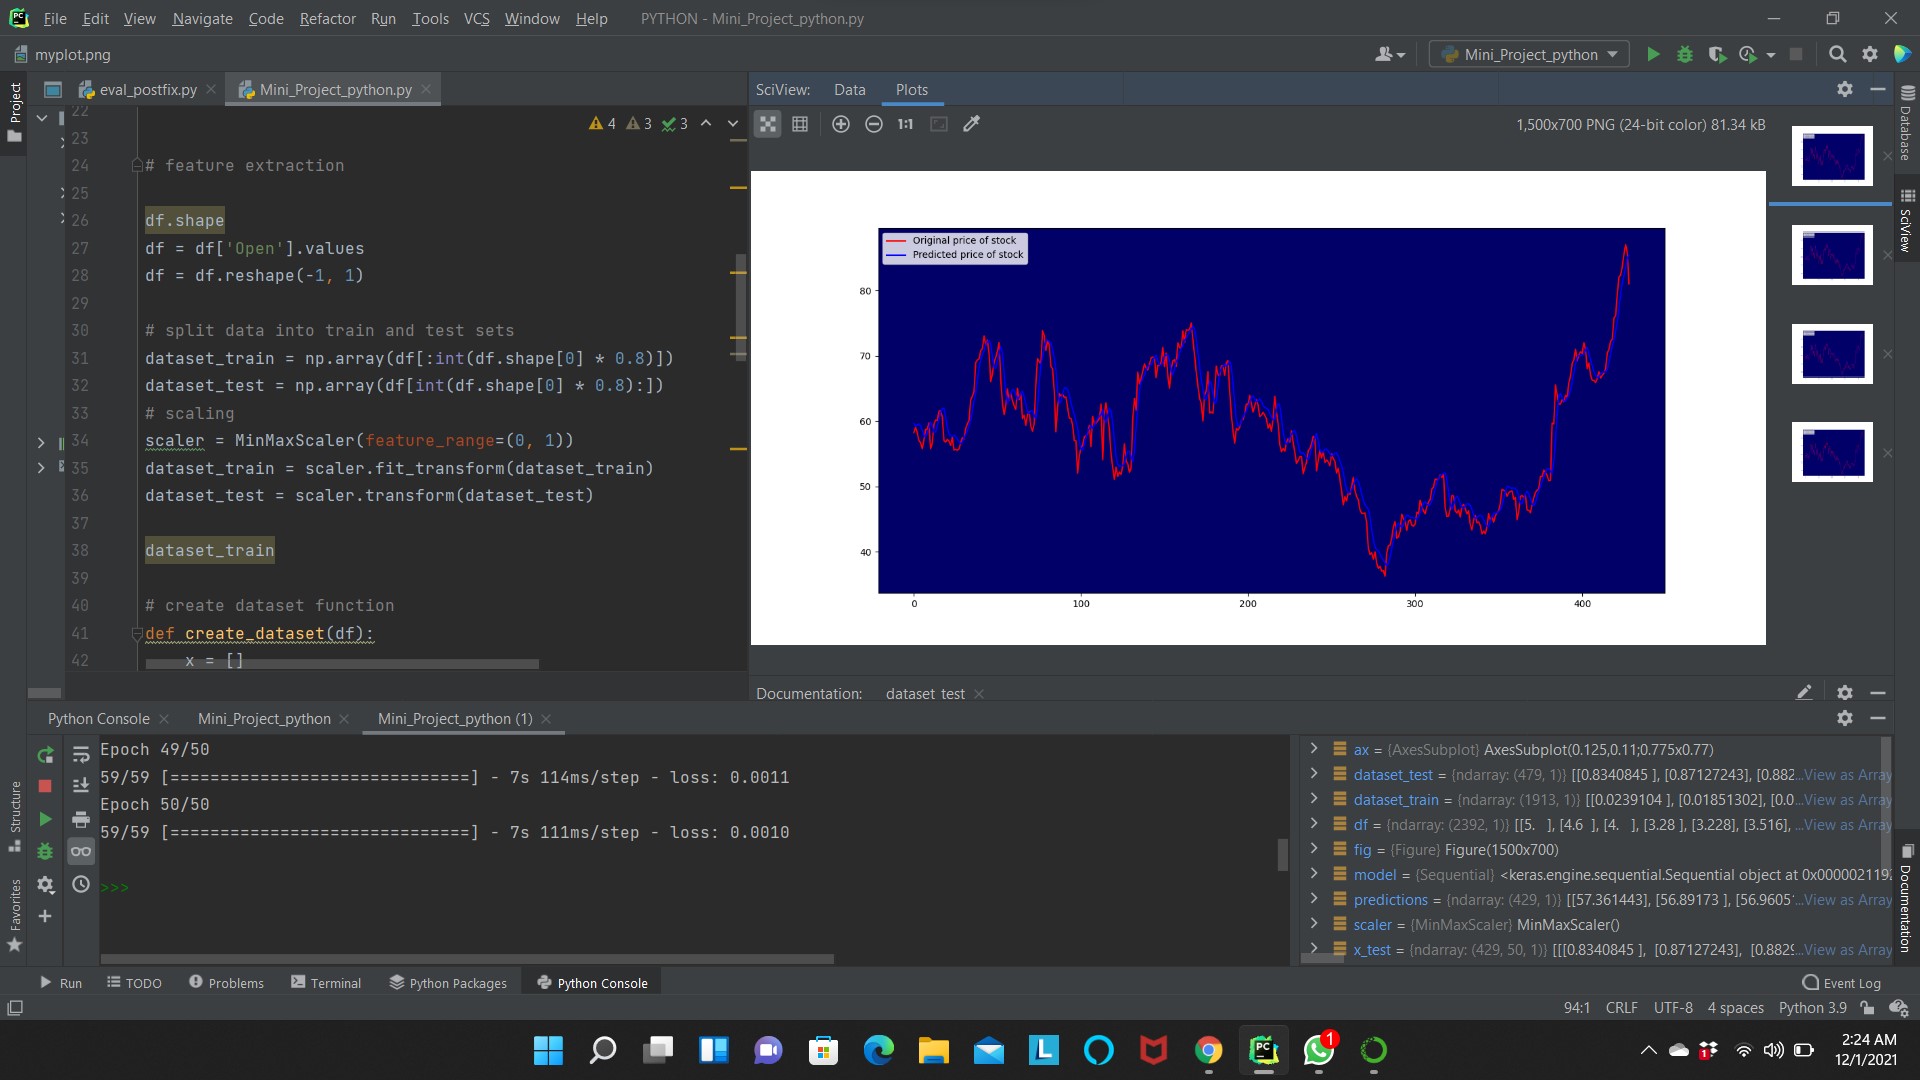 File Edit View Navigate Code Refactor Run Tools VCS Window Help PYTHON - Mini_Project_python.py
myplot.png
Mini_Project_python
Project
eval_postfix.py
Mini_Project_python.py
SciView: Data Plots
4 3 3
1:1
1,500x700 PNG (24-bit color) 81.34 kB
Database
SciView
22
23
24 # feature extraction
25
26 df.shape
27 df = df['Open'].values
28 df = df.reshape(-1, 1)
29
30 # split data into train and test sets
31 dataset_train = np.array(df[:int(df.shape[0] * 0.8)])
32 dataset_test = np.array(df[int(df.shape[0] * 0.8):])
33 # scaling
34 scaler = MinMaxScaler(feature_range=(0, 1))
35 dataset_train = scaler.fit_transform(dataset_train)
36 dataset_test = scaler.transform(dataset_test)
37
38 dataset_train
39
40 # create dataset function
41 def create_dataset(df):
42 x = []
Original price of stock
Predicted price of stock
80
70
60
50
40
0 100 200 300 400
Documentation: dataset_test
Python Console Mini_Project_python Mini_Project_python (1)
Epoch 49/50
59/59 [==============================] - 7s 114ms/step - loss: 0.0011
Epoch 50/50
59/59 [==============================] - 7s 111ms/step - loss: 0.0010
>>>
ax = {AxesSubplot} AxesSubplot(0.125,0.11;0.775x0.77)
dataset_test = {ndarray: (479, 1)} [[0.8340845 ], [0.87127243], [0.882...View as Array
dataset_train = {ndarray: (1913, 1)} [[0.0239104 ], [0.01851302], [0.0...View as Array
df = {ndarray: (2392, 1)} [[5. ], [4.6 ], [4. ], [3.28 ], [3.228], [3.516], ...View as Array
fig = {Figure} Figure(1500x700)
model = {Sequential} <keras.engine.sequential.Sequential object at 0x000002119
predictions = {ndarray: (429, 1)} [[57.361443], [56.89173 ], [56.9605...View as Array
scaler = {MinMaxScaler} MinMaxScaler()
x_test = {ndarray: (429, 50, 1)} [[[0.8340845 ], [0.87127243], [0.8829...View as Array
Structure
Favorites
Documentation
Run TODO Problems Terminal Python Packages Python Console Event Log
94:1 CRLF UTF-8 4 spaces Python 3.9
PC
L
1
1
2:24 AM
12/1/2021